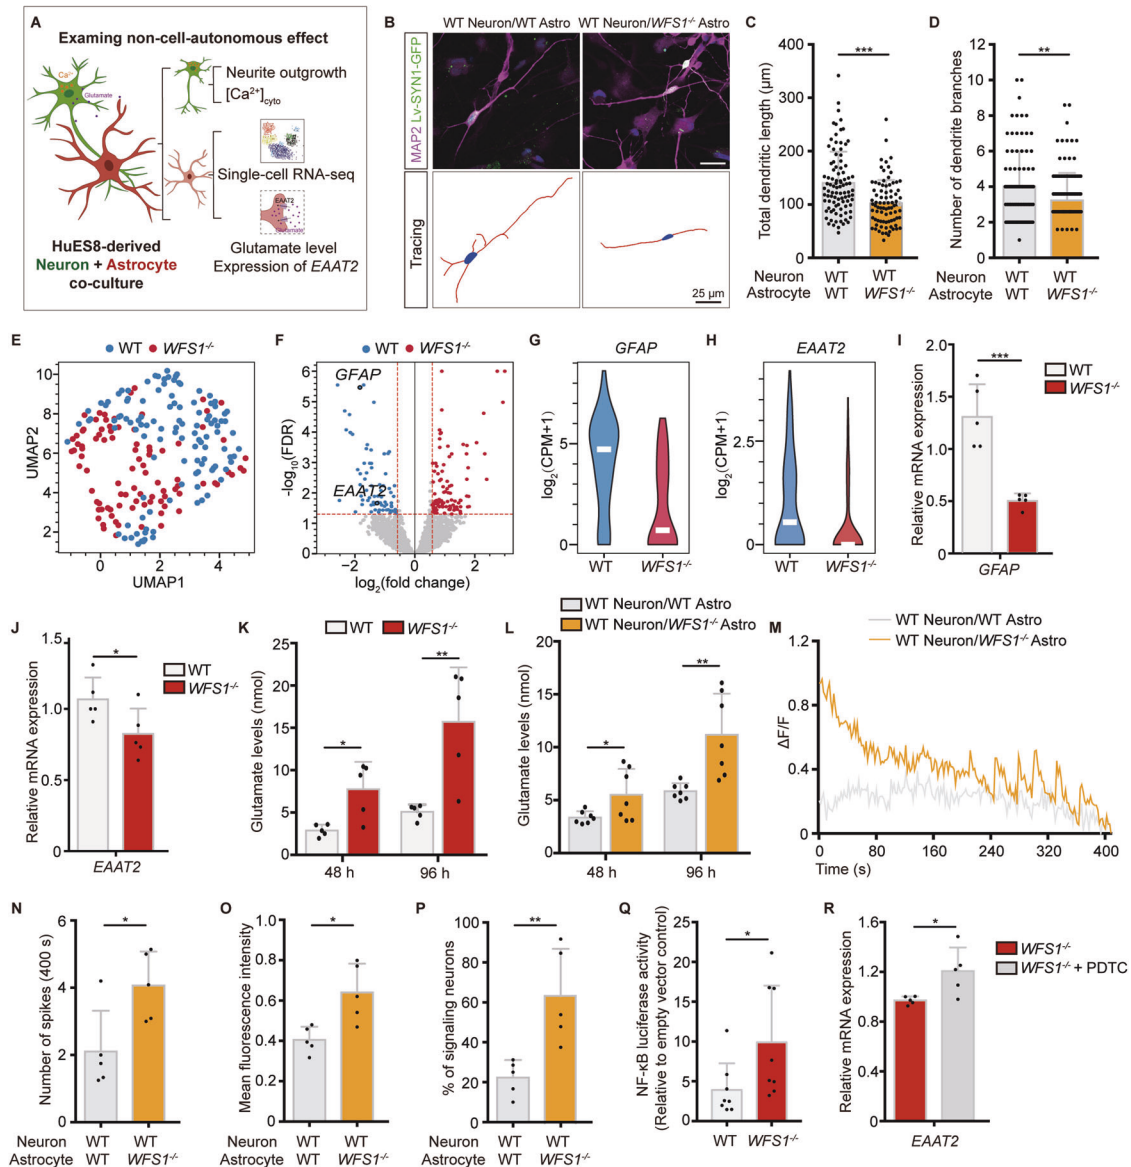 A
Examing non-cell-autonomous effect
Ca²⁺
Glutamate
Neurite outgrowth
[Ca²⁺]cyto
Single-cell RNA-seq
EAAT2
Glutamate
Glutamate level
Expression of EAAT2
HuES8-derived
Neuron + Astrocyte
co-culture
B
WT Neuron/WT Astro
WT Neuron/WFS1⁻/⁻ Astro
MAP2 Lv-SYN1-GFP
Tracing
25 µm
C
Total dendritic length (µm)
400
300
200
100
0
***
Neuron WT WT
Astrocyte WT WFS1⁻/⁻
D
Number of dendrite branches
12
10
8
6
4
2
0
**
Neuron WT WT
Astrocyte WT WFS1⁻/⁻
E
WT WFS1⁻/⁻
UMAP2
10
8
6
4
2
0 2 4
UMAP1
F
WT WFS1⁻/⁻
-log₁₀(FDR)
6
5
4
3
2
1
0
GFAP
EAAT2
−2 0 2
log₂(fold change)
G
GFAP
log₂(CPM+1)
5
0
WT WFS1⁻/⁻
H
EAAT2
log₂(CPM+1)
2.5
0
WT WFS1⁻/⁻
I
Relative mRNA expression
2.0
1.5
1.0
0.5
0
***
WT
WFS1⁻/⁻
GFAP
J
Relative mRNA expression
1.5
1.0
0.5
0
*
WT
WFS1⁻/⁻
EAAT2
K
WT WFS1⁻/⁻
Glutamate levels (nmol)
25
20
15
10
5
0
*
**
48 h 96 h
L
WT Neuron/WT Astro
WT Neuron/WFS1⁻/⁻ Astro
Glutamate levels (nmol)
20
15
10
5
0
*
**
48 h 96 h
M
WT Neuron/WT Astro
WT Neuron/WFS1⁻/⁻ Astro
ΔF/F
1.2
0.8
0.4
0
0 80 160 240 320 400
Time (s)
N
Number of spikes (400 s)
6
4
2
0
*
Neuron WT WT
Astrocyte WT WFS1⁻/⁻
O
Mean fluorescence intensity
1.0
0.8
0.6
0.4
0.2
0
*
Neuron WT WT
Astrocyte WT WFS1⁻/⁻
P
% of signaling neurons
100
80
60
40
20
0
**
Neuron WT WT
Astrocyte WT WFS1⁻/⁻
Q
NF-κB luciferase activity
(Relative to empty vector control)
25
20
15
10
5
0
*
WT WFS1⁻/⁻
R
Relative mRNA expression
1.6
1.2
0.8
0.4
0
*
WFS1⁻/⁻
WFS1⁻/⁻ + PDTC
EAAT2